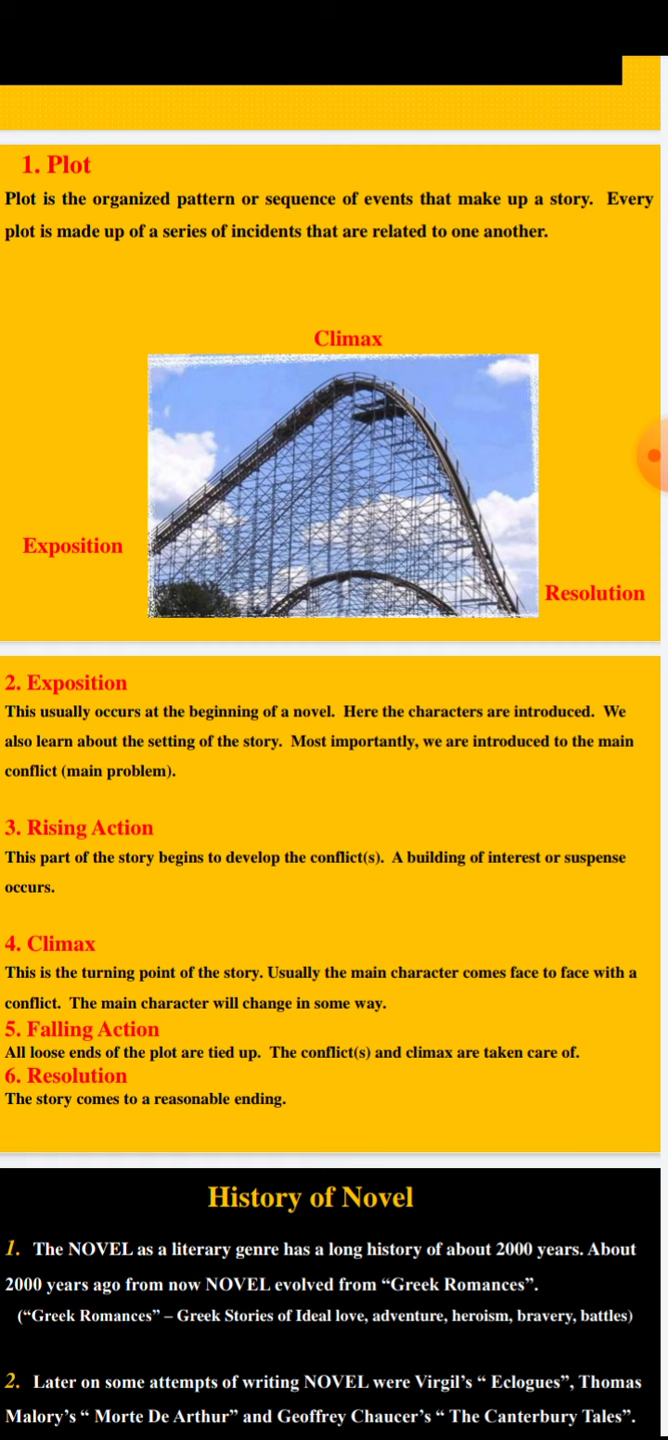 1. Plot
Plot is the organized pattern or sequence of events that make up a story. Every
plot is made up of a series of incidents that are related to one another.
Climax
Exposition
Resolution
2. Exposition
This usually occurs at the beginning of a novel. Here the characters are introduced. We
also learn about the setting of the story. Most importantly, we are introduced to the main
conflict (main problem).
3. Rising Action
This part of the story begins to develop the conflict(s). A building of interest or suspense
occurs.
4. Climax
This is the turning point of the story. Usually the main character comes face to face with a
conflict. The main character will change in some way.
5. Falling Action
All loose ends of the plot are tied up. The conflict(s) and climax are taken care of.
6. Resolution
The story comes to a reasonable ending.
History of Novel
1. The NOVEL as a literary genre has a long history of about 2000 years. About
2000 years ago from now NOVEL evolved from “Greek Romances”.
(“Greek Romances” – Greek Stories of Ideal love, adventure, heroism, bravery, battles)
2. Later on some attempts of writing NOVEL were Virgil’s “ Eclogues”, Thomas
Malory’s “ Morte De Arthur” and Geoffrey Chaucer’s “ The Canterbury Tales”.